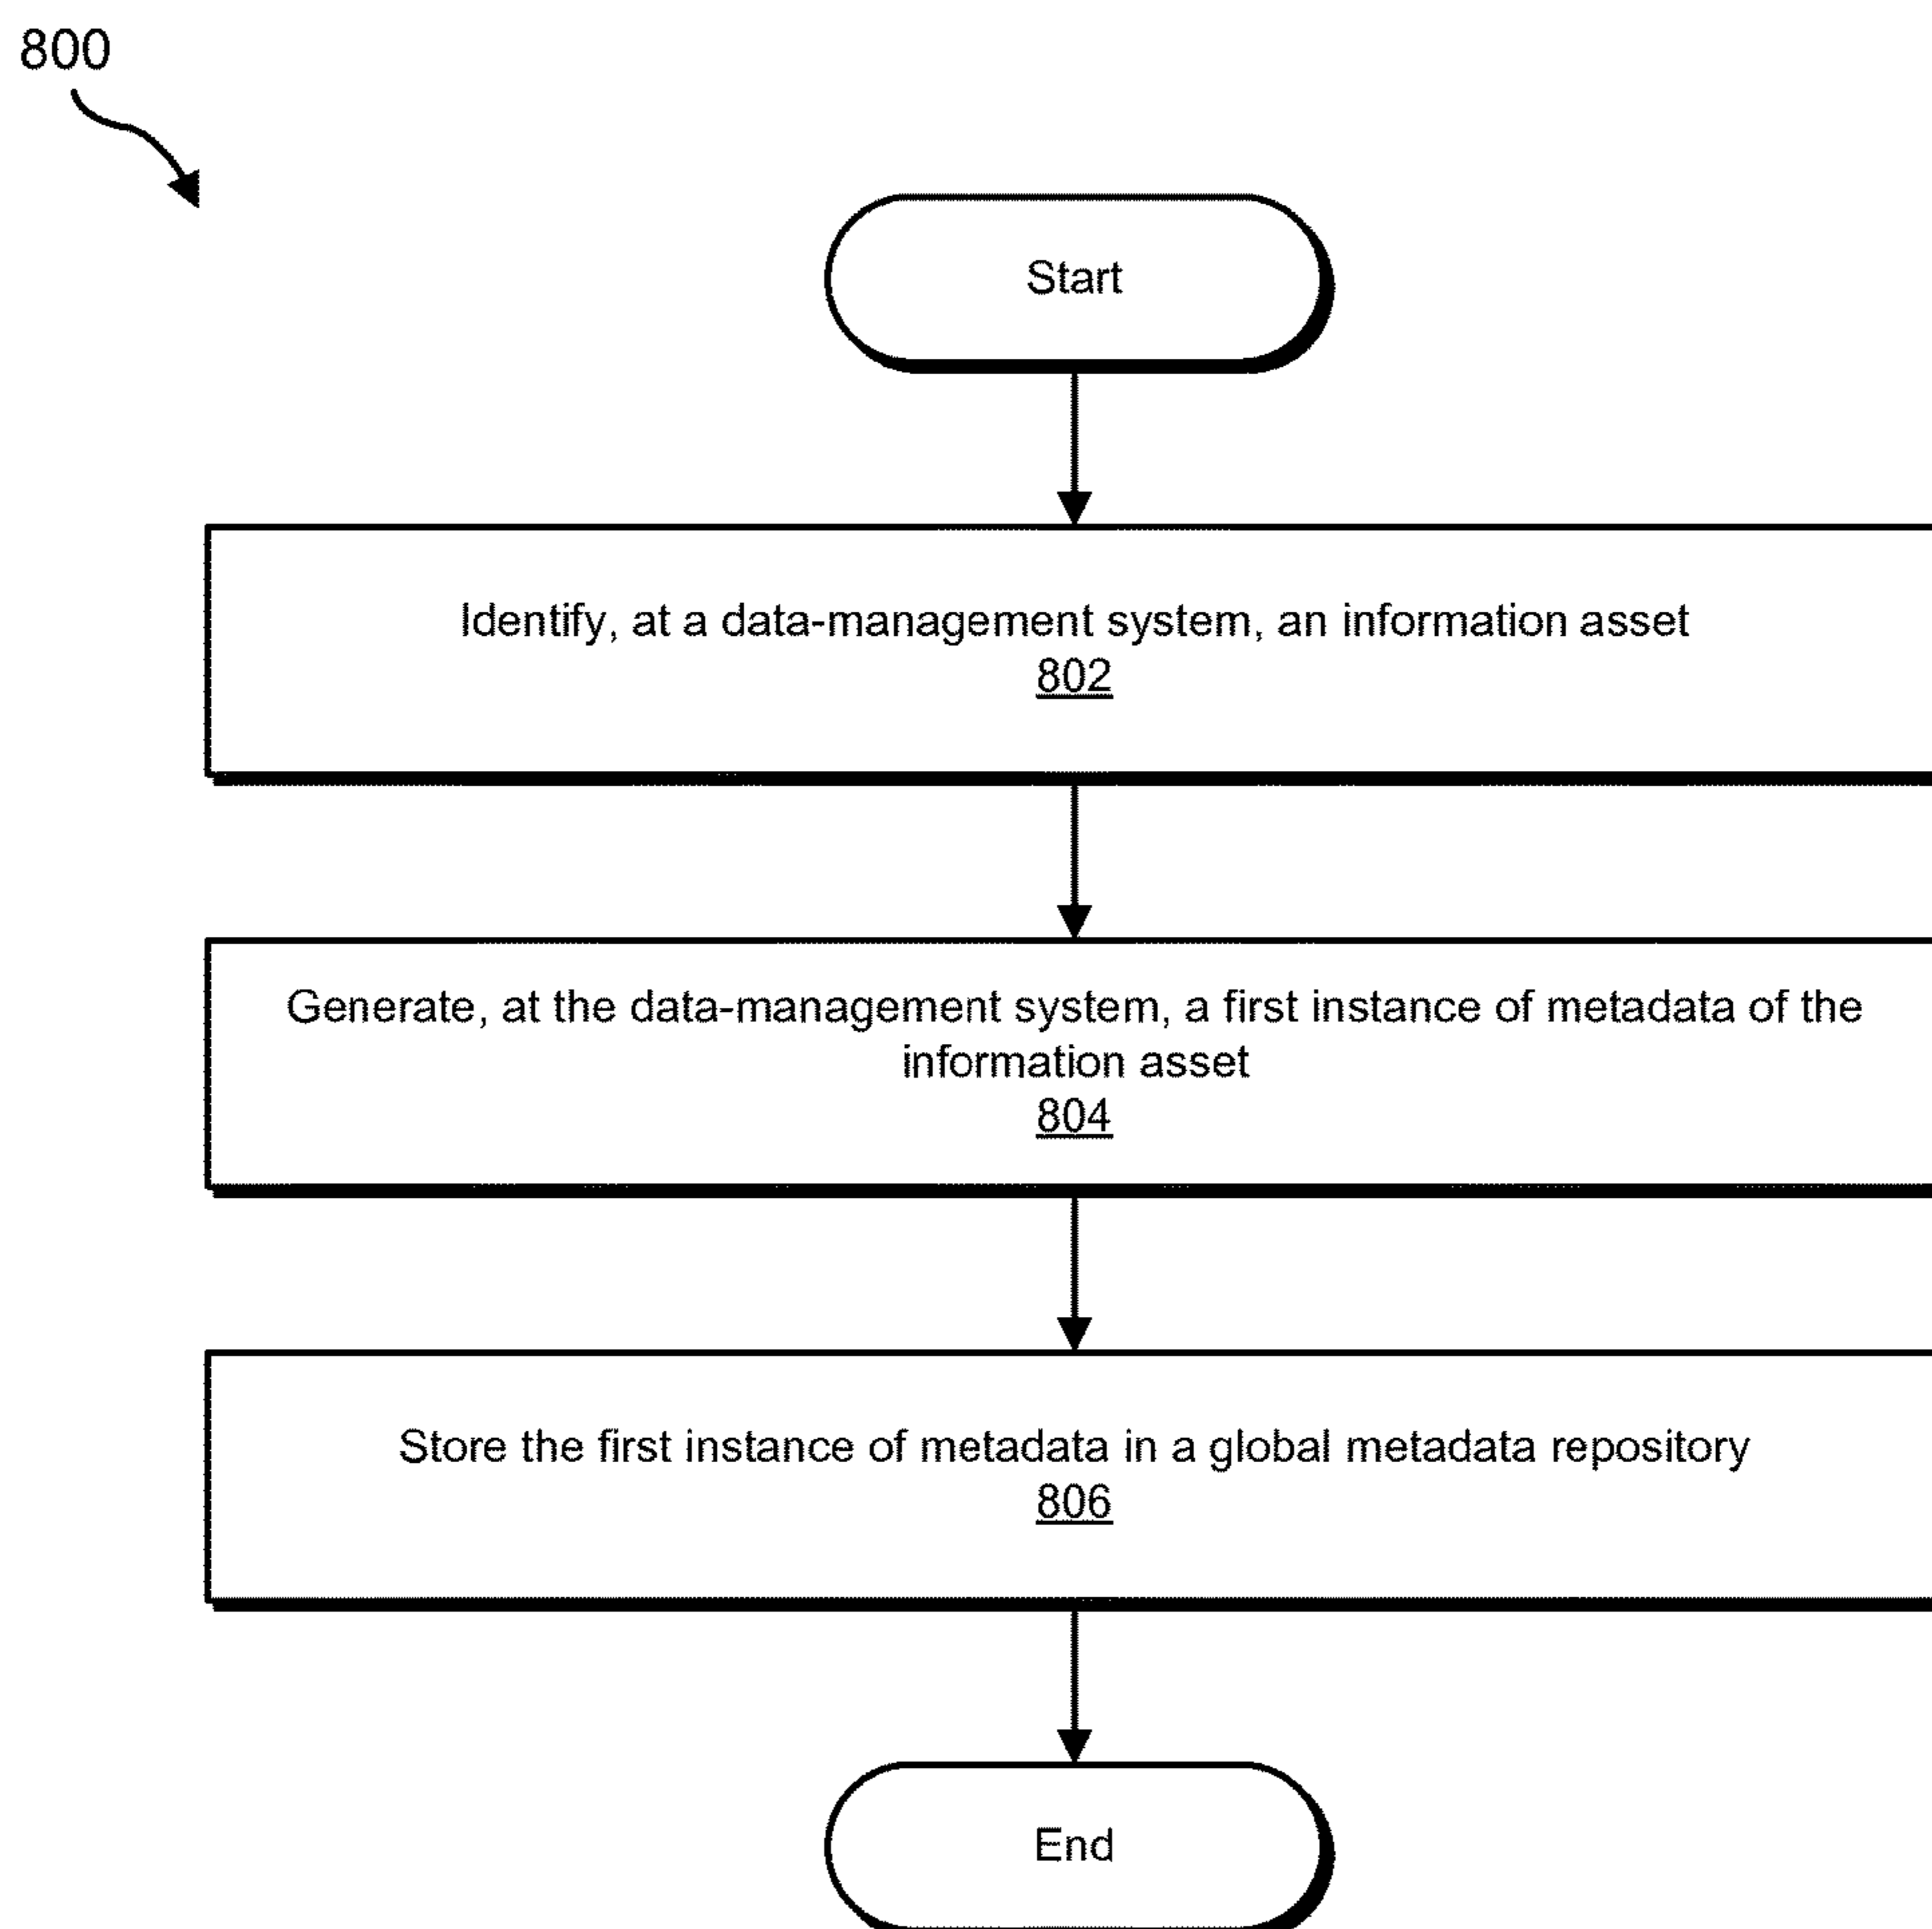 800
Start
Identify, at a data-management system, an information asset
802
Generate, at the data-management system, a first instance of metadata of the
information asset
804
Store the first instance of metadata in a global metadata repository
806
End